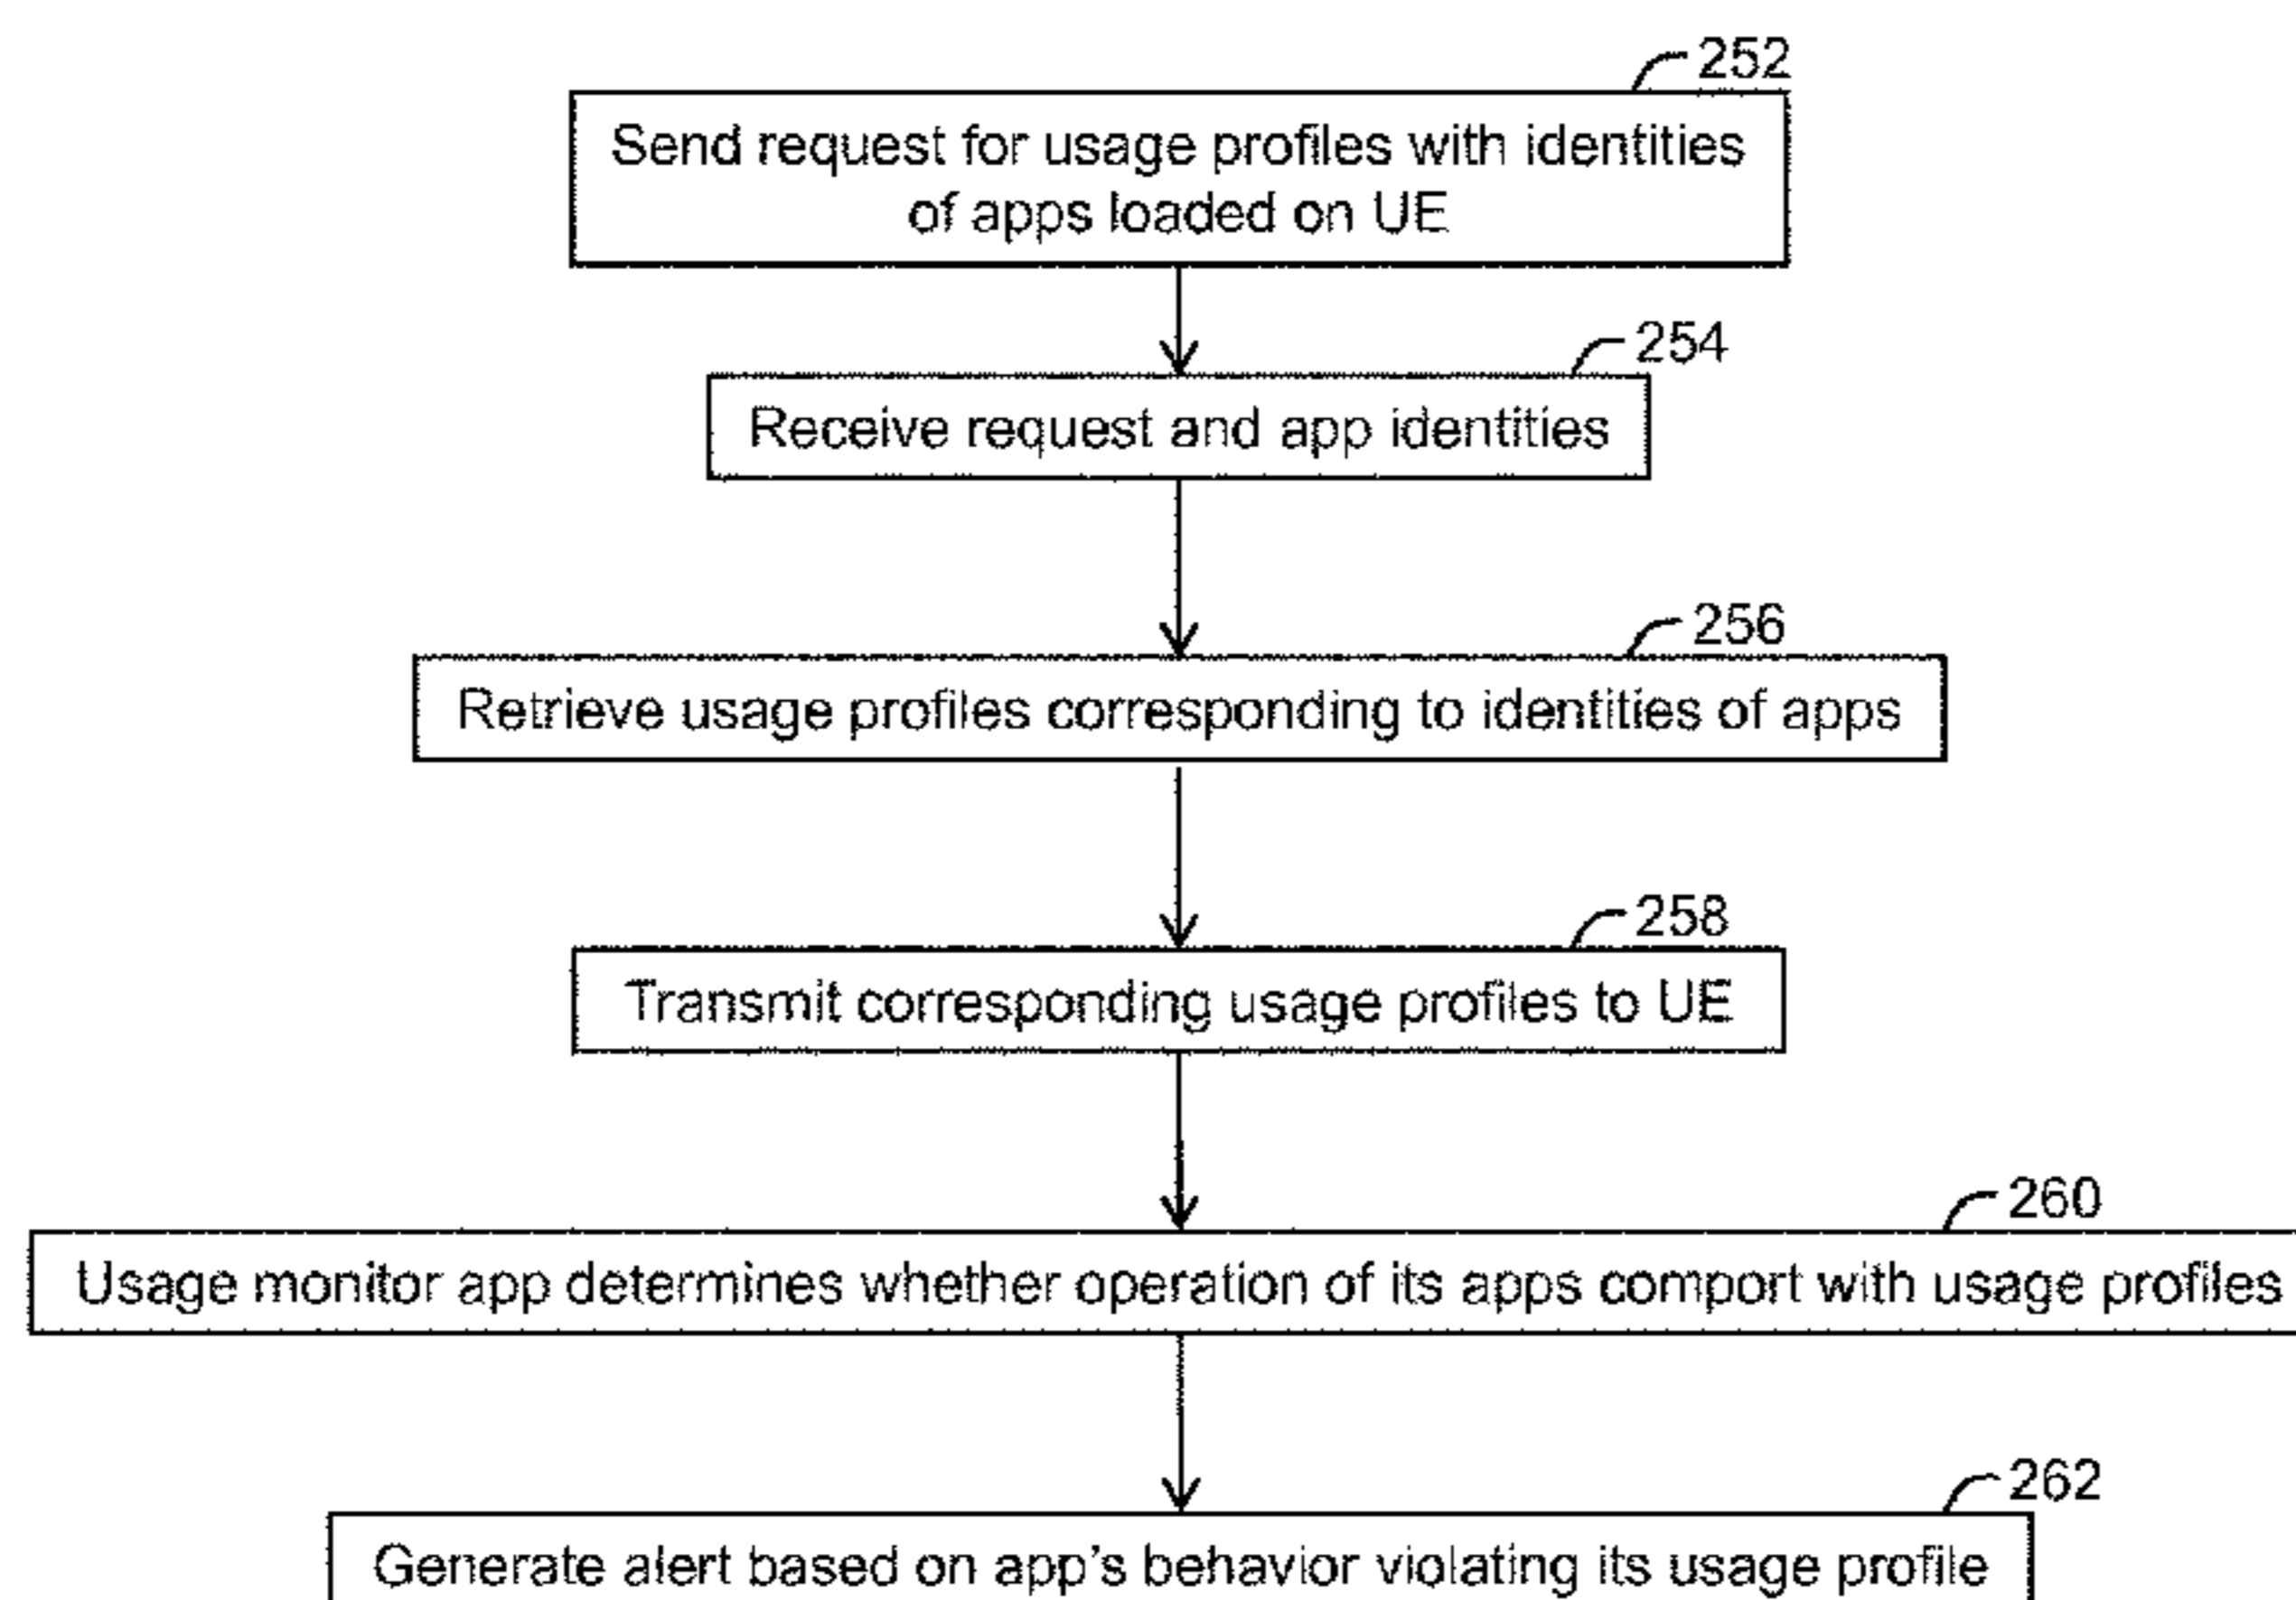 252
Send request for usage profiles with identities
of apps loaded on UE
254
Receive request and app identities
256
Retrieve usage profiles corresponding to identities of apps
258
Transmit corresponding usage profiles to UE
260
Usage monitor app determines whether operation of its apps comport with usage profiles
262
Generate alert based on app's behavior violating its usage profile